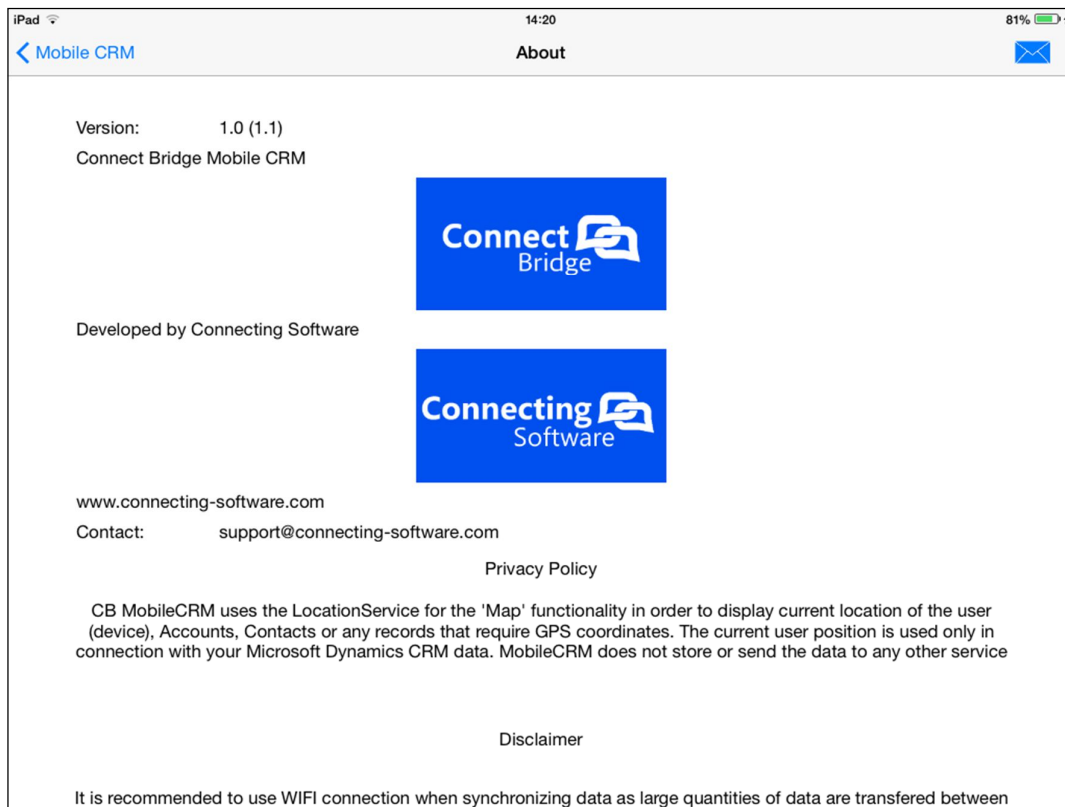 iPad 14:20 81%
Mobile CRM About
Version: 1.0 (1.1)
Connect Bridge Mobile CRM
Connect
Bridge
Developed by Connecting Software
Connecting
Software
www.connecting-software.com
Contact: support@connecting-software.com
Privacy Policy
CB MobileCRM uses the LocationService for the 'Map' functionality in order to display current location of the user
(device), Accounts, Contacts or any records that require GPS coordinates. The current user position is used only in
connection with your Microsoft Dynamics CRM data. MobileCRM does not store or send the data to any other service
Disclaimer
It is recommended to use WIFI connection when synchronizing data as large quantities of data are transfered between